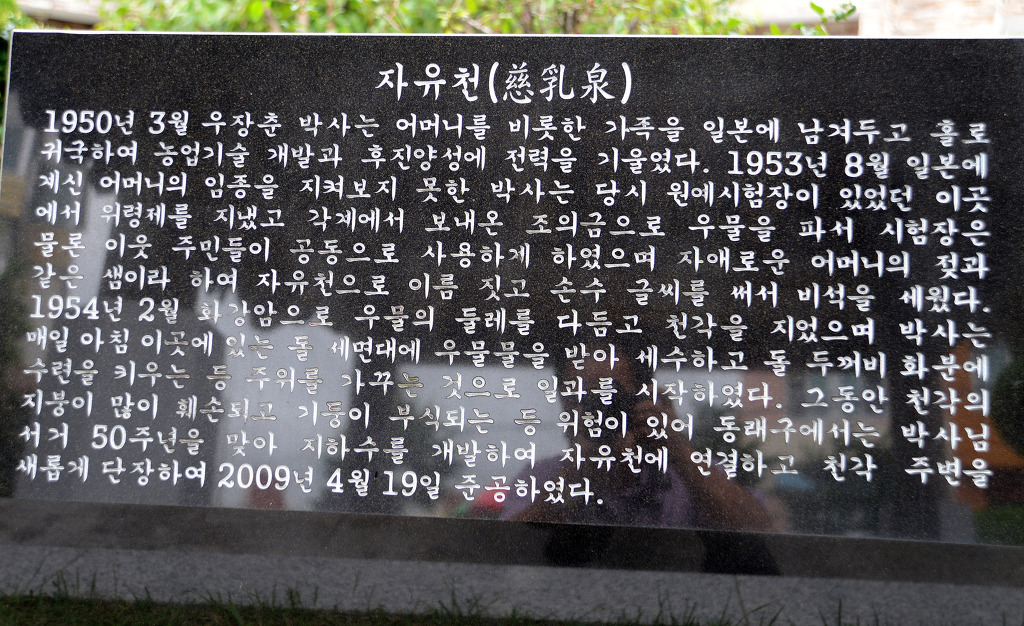 자유천(慈乳泉)
1950년 3월 우장춘 박사는 어머니를 비롯한 가족을 일본에 남겨두고 홀로
귀국하여 농업기술 개발과 후진양성에 전력을 기울였다. 1953년 8월 일본에
계신 어머니의 임종을 지켜보지 못한 박사는 당시 원예시험장이 있었던 이곳
에서 위령제를 지냈고 각계에서 보내온 조의금으로 우물을 파서 시험장은
물론 이웃 주민들이 공동으로 사용하게 하였으며 자애로운 어머니의 젖과
같은 샘이라 하여 자유천으로 이름 짓고 손수 글씨를 써서 비석을 세웠다.
1954년 2월 화강암으로 우물의 둘레를 다듬고 천각을 지었으며 박사는
매일 아침 이곳에 있는 돌 세면대에 우물물을 받아 세수하고 돌 두꺼비 화분에
수련을 키우는 등 주위를 가꾸는 것으로 일과를 시작하였다. 그동안 천각의
지붕이 많이 훼손되고 기둥이 부식되는 등 위험이 있어 동래구에서는 박사님
서거 50주년을 맞아 지하수를 개발하여 자유천에 연결하고 천각 주변을
새롭게 단장하여 2009년 4월 19일 준공하였다.